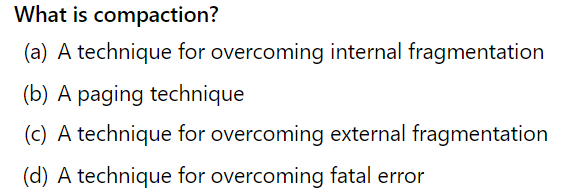 What is compaction?
(a) A technique for overcoming internal fragmentation
(b) A paging technique
(c) A technique for overcoming external fragmentation
(d) A technique for overcoming fatal error